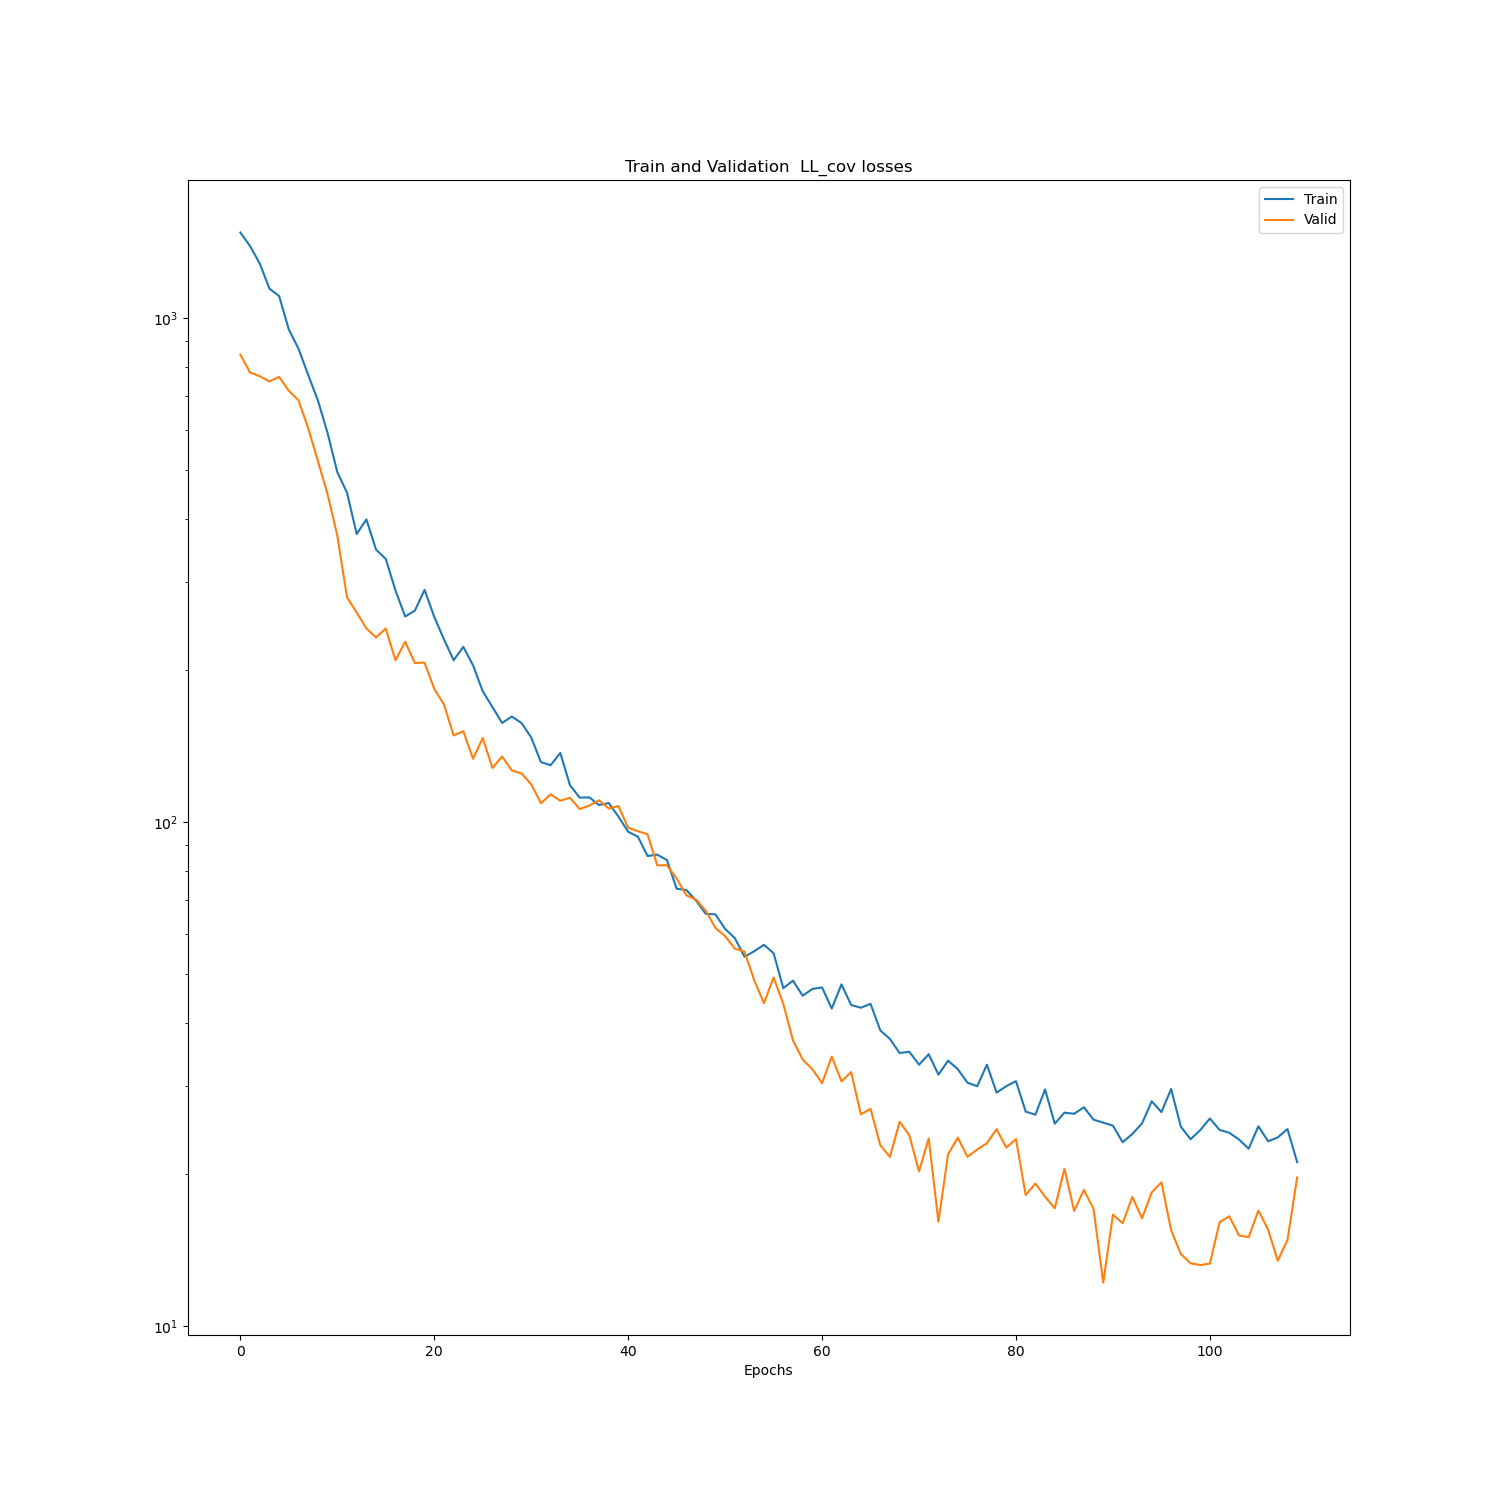 Train and Validation  LL_cov losses
Train
Valid
10³
10²
10¹
0 20 40 60 80 100
Epochs